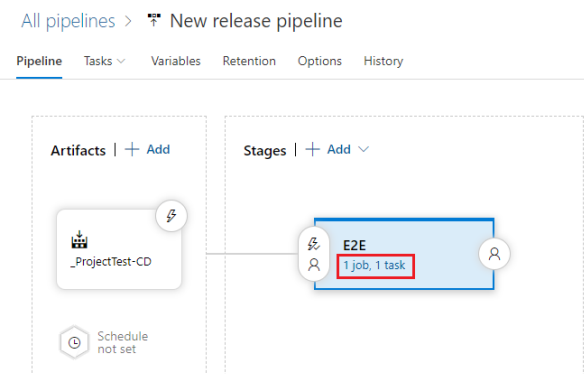 All pipelines > New release pipeline
Pipeline Tasks Variables Retention Options History
Artifacts | + Add
Stages | + Add
_ProjectTest-CD
E2E
1 job, 1 task
Schedule
not set